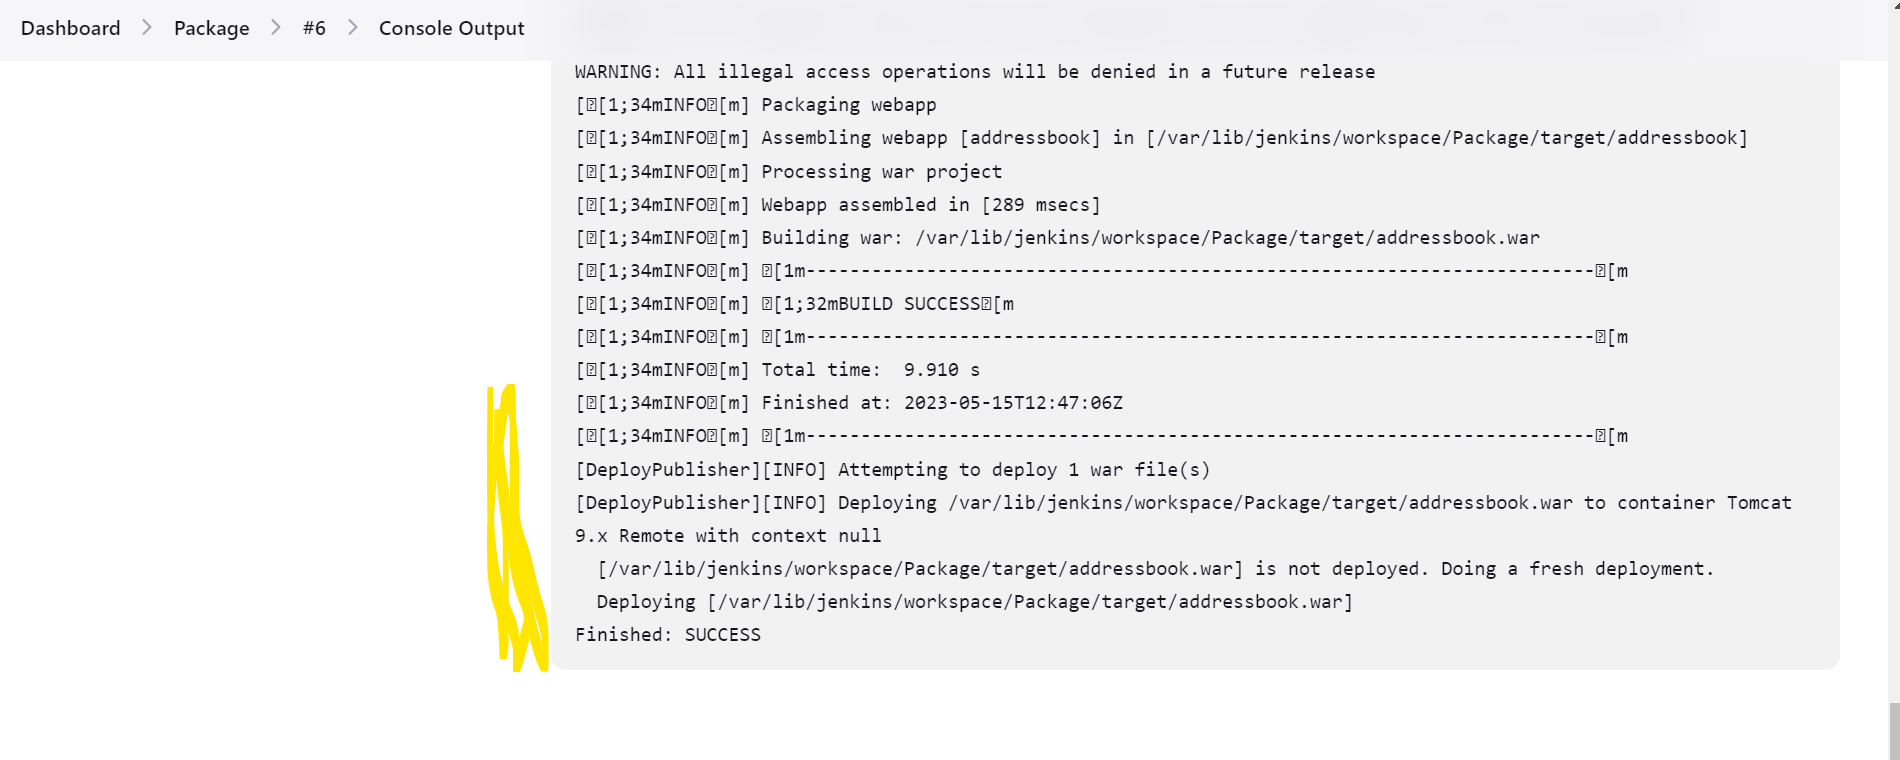 Dashboard > Package > #6 > Console Output
WARNING: All illegal access operations will be denied in a future release
[␛[1;34mINFO␛[m] Packaging webapp
[␛[1;34mINFO␛[m] Assembling webapp [addressbook] in [/var/lib/jenkins/workspace/Package/target/addressbook]
[␛[1;34mINFO␛[m] Processing war project
[␛[1;34mINFO␛[m] Webapp assembled in [289 msecs]
[␛[1;34mINFO␛[m] Building war: /var/lib/jenkins/workspace/Package/target/addressbook.war
[␛[1;34mINFO␛[m] ␛[1m------------------------------------------------------------------------␛[m
[␛[1;34mINFO␛[m] ␛[1;32mBUILD SUCCESS␛[m
[␛[1;34mINFO␛[m] ␛[1m------------------------------------------------------------------------␛[m
[␛[1;34mINFO␛[m] Total time:  9.910 s
[␛[1;34mINFO␛[m] Finished at: 2023-05-15T12:47:06Z
[␛[1;34mINFO␛[m] ␛[1m------------------------------------------------------------------------␛[m
[DeployPublisher][INFO] Attempting to deploy 1 war file(s)
[DeployPublisher][INFO] Deploying /var/lib/jenkins/workspace/Package/target/addressbook.war to container Tomcat
9.x Remote with context null
[/var/lib/jenkins/workspace/Package/target/addressbook.war] is not deployed. Doing a fresh deployment.
Deploying [/var/lib/jenkins/workspace/Package/target/addressbook.war]
Finished: SUCCESS